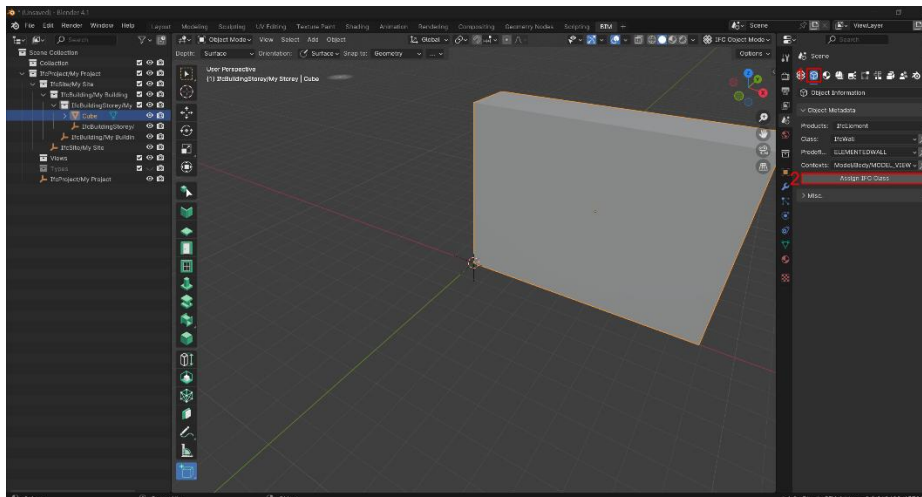 * (Unsaved) - Blender 4.1
File Edit Render Window Help
Layout Modeling Sculpting UV Editing Texture Paint Shading Animation Rendering Compositing Geometry Nodes Scripting BIM +
Scene
ViewLayer
Search
Object Mode View Select Add Object
Global
IFC Object Mode
Search
Depth: Surface Orientation: Surface Snap to: Geometry ...
Options
Scene Collection
Collection
IfcProject/My Project
IfcSite/My Site
IfcBuilding/My Building
IfcBuildingStorey/My
Cube
IfcBuildingStorey/
IfcBuilding/My Buildin
IfcSite/My Site
Views
Types
IfcProject/My Project
User Perspective
(1) IfcBuildingStorey/My Storey | Cube
Scene
1
Object Information
Object Metadata
Products: IfcElement
Class: IfcWall
Predefi... ELEMENTEDWALL
Contexts: Model/Body/MODEL_VIEW
2
Assign IFC Class
Misc.